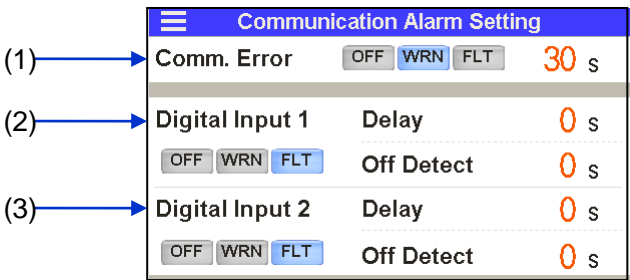 Communication Alarm Setting
(1) Comm. Error OFF WRN FLT 30 s
(2) Digital Input 1 Delay 0 s
OFF WRN FLT Off Detect 0 s
(3) Digital Input 2 Delay 0 s
OFF WRN FLT Off Detect 0 s